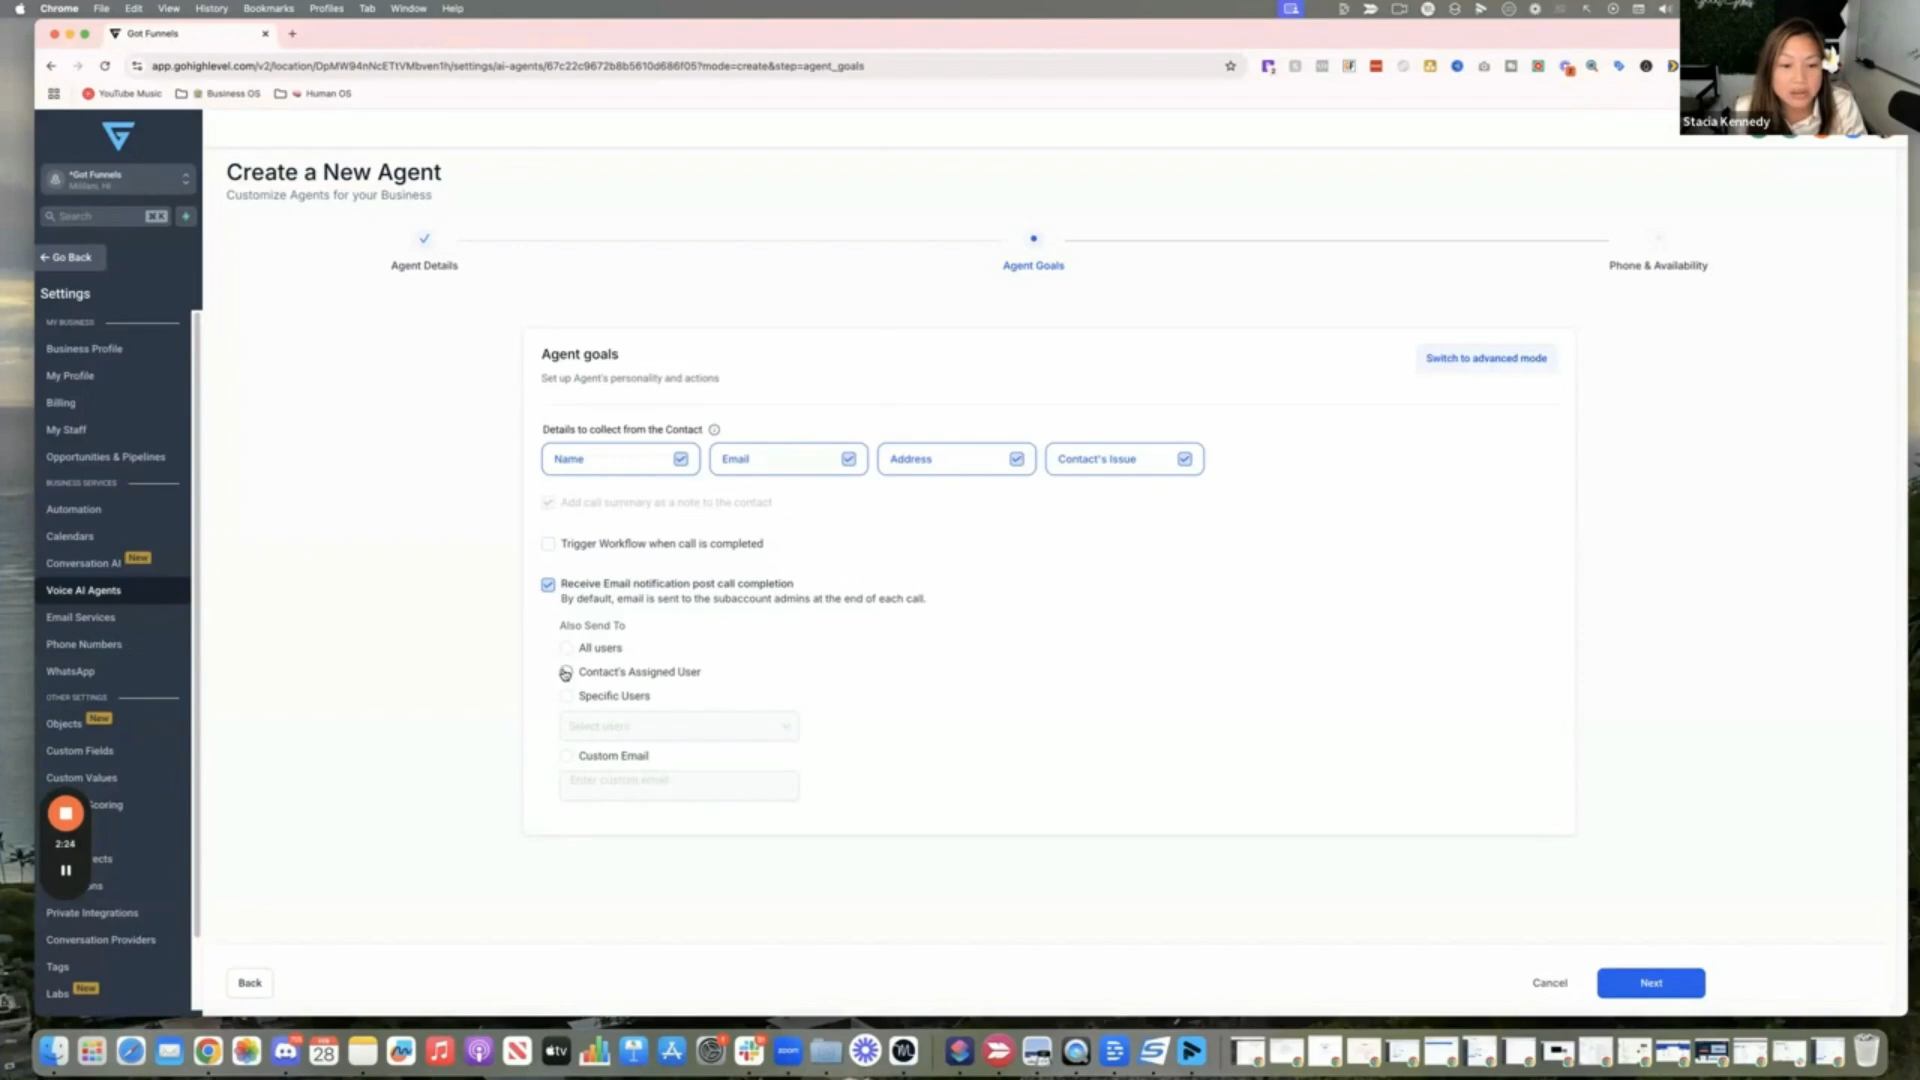 Chrome File Edit View History Bookmarks Profiles Tab Window Help
Got Funnels
app.gohighlevel.com/v2/location/DpMW94nNcETtVMbven1h/settings/ai-agents/67c22c9672b8b5610d686f05?mode=create&step=agent_goals
YouTube Music Business OS Human OS
Stacia Kennedy
*Got Funnels
Mililani, HI
Search
Go Back
Settings
MY BUSINESS
Business Profile
My Profile
Billing
My Staff
Opportunities & Pipelines
BUSINESS SERVICES
Automation
Calendars
Conversation AI New
Voice AI Agents
Email Services
Phone Numbers
WhatsApp
OTHER SETTINGS
Objects New
Custom Fields
Custom Values
Scoring
2:24
Private Integrations
Conversation Providers
Tags
Labs New
Create a New Agent
Customize Agents for your Business
Agent Details
Agent Goals
Phone & Availability
Agent goals
Set up Agent's personality and actions
Switch to advanced mode
Details to collect from the Contact
Name Email Address Contact's Issue
Add call summary as a note to the contact
Trigger Workflow when call is completed
Receive Email notification post call completion
By default, email is sent to the subaccount admins at the end of each call.
Also Send To
All users
Contact's Assigned User
Specific Users
Select users
Custom Email
Enter custom email
Back
Cancel
Next
28
tv
zoom